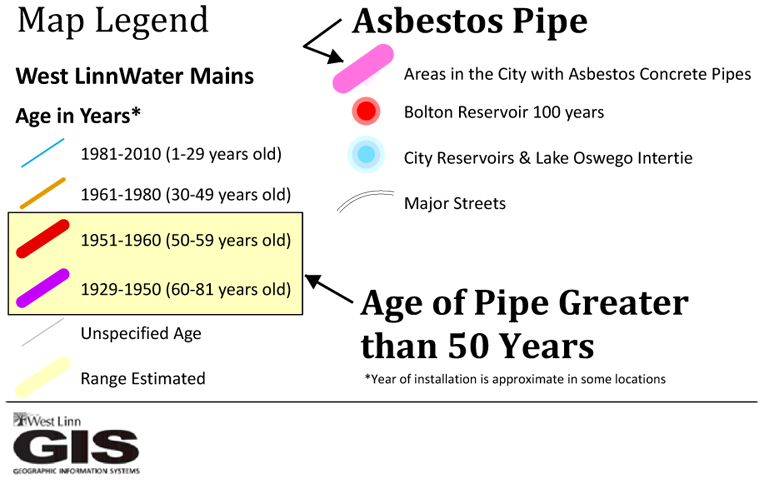 Map Legend
West LinnWater Mains
Age in Years*
1981-2010 (1-29 years old)
1961-1980 (30-49 years old)
1951-1960 (50-59 years old)
1929-1950 (60-81 years old)
Unspecified Age
Range Estimated
Asbestos Pipe
Areas in the City with Asbestos Concrete Pipes
Bolton Reservoir 100 years
City Reservoirs & Lake Oswego Intertie
Major Streets
Age of Pipe Greater
than 50 Years
*Year of installation is approximate in some locations
West Linn
GIS
GEOGRAPHIC INFORMATION SYSTEMS